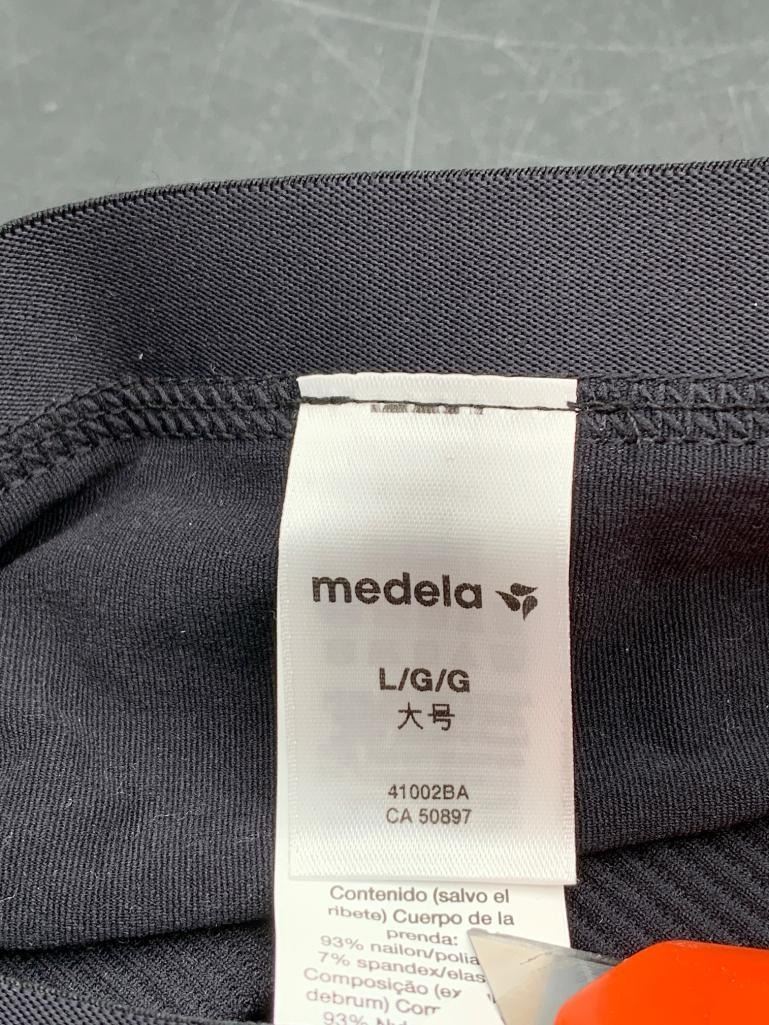 medela
L/G/G
大号
41002BA
CA 50897
Contenido (salvo el
ribete) Cuerpo de la
prenda:
93% nailon/polia
7% spandex/elas
Composição (ex
debrum) Cor
93%